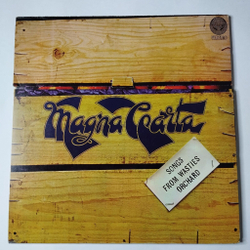 Magna Carta
SONGS
FROM WASTIES
ORCHARD